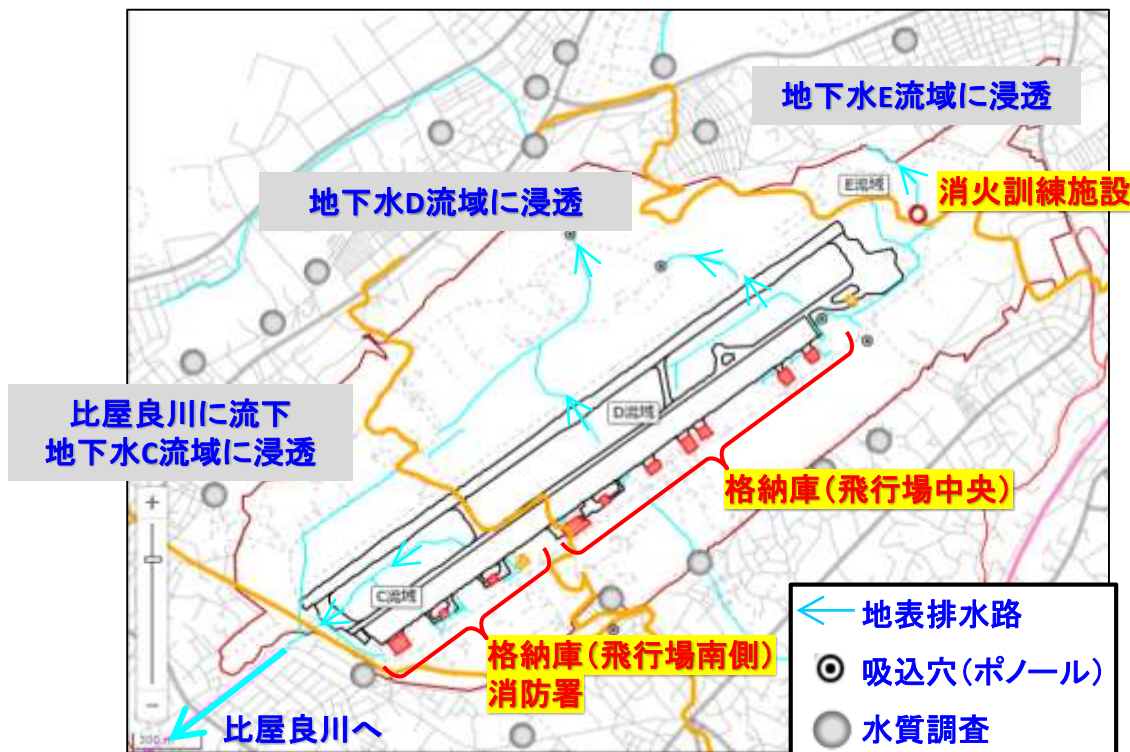 地下水E流域に浸透
E流域
消火訓練施設
地下水D流域に浸透
比屋良川に流下
地下水C流域に浸透
D流域
格納庫（飛行場中央）
+
C流域
格納庫（飛行場南側）
消防署
−
比屋良川へ
地表排水路
吸込穴（ポノール）
水質調査